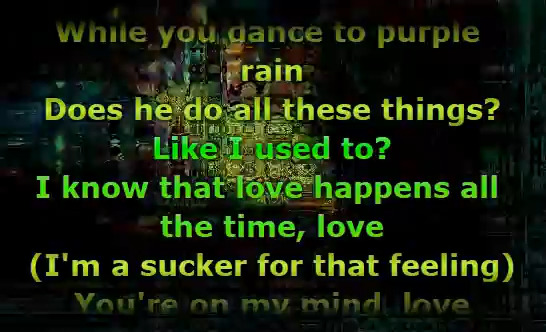 While you dance to purple
rain
Does he do all these things?
Like I used to?
I know that love happens all
the time, love
(I'm a sucker for that feeling)
You're on my mind, love